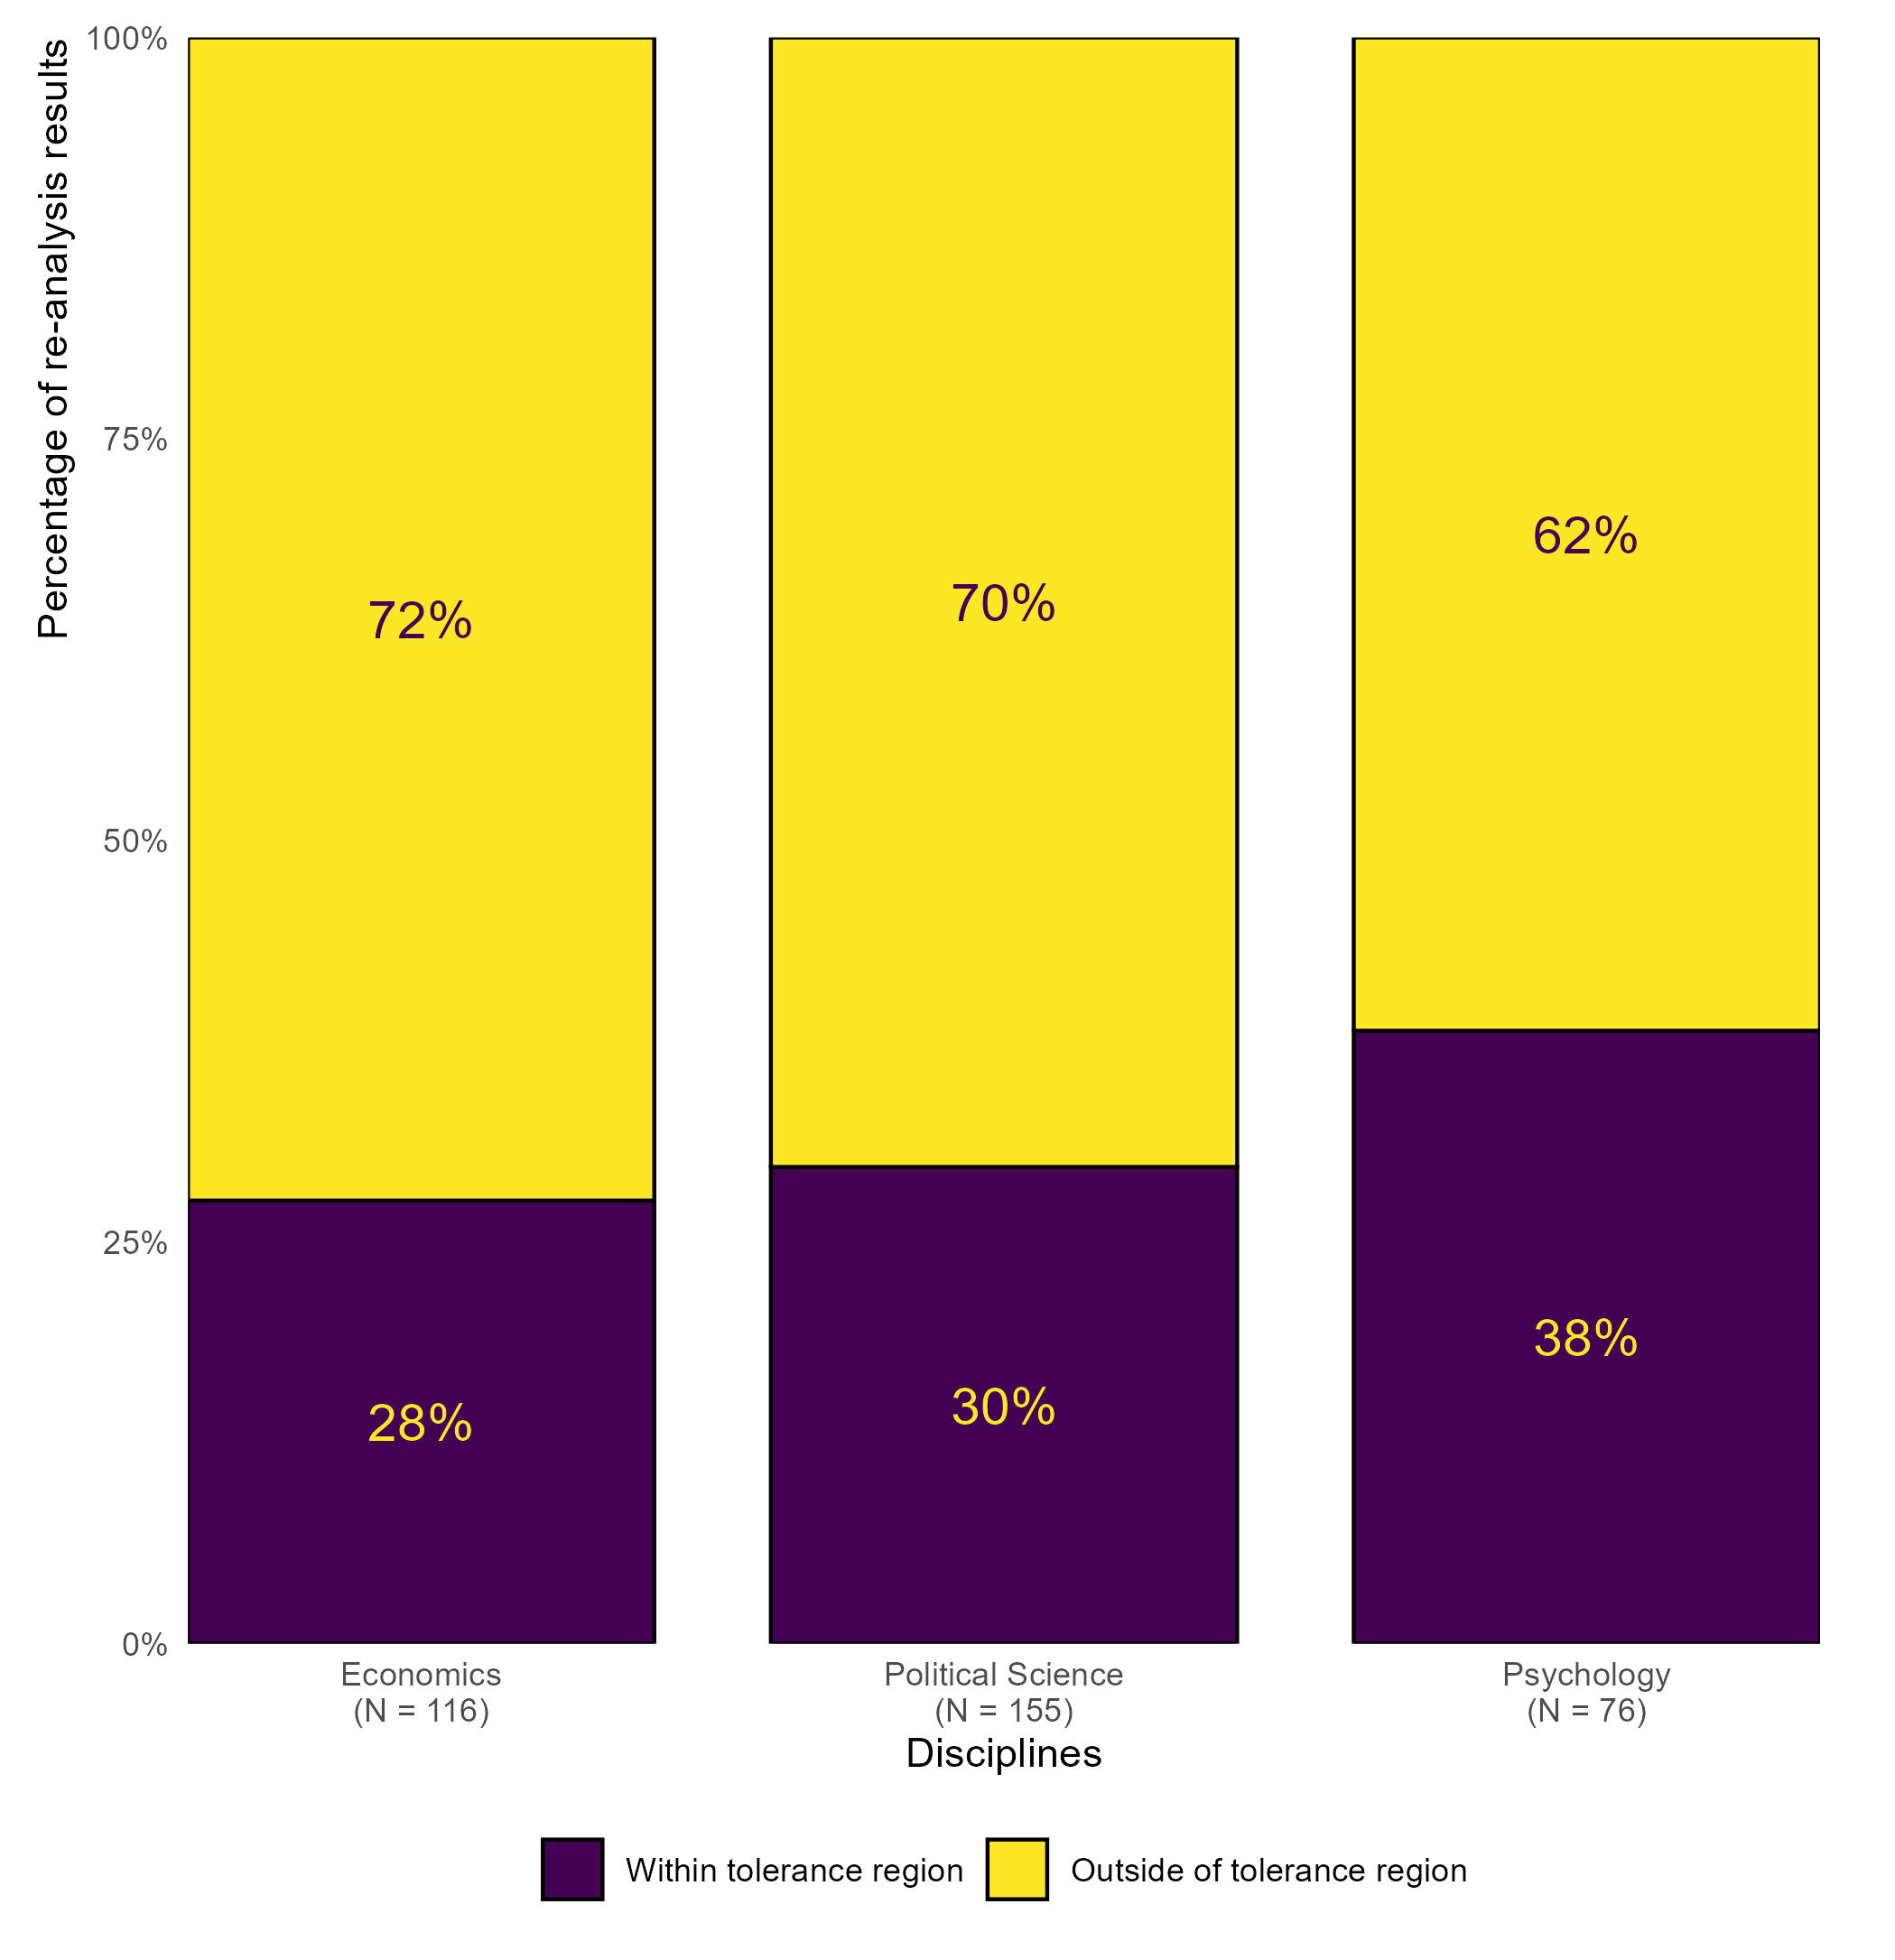 Percentage of re-analysis results
100%
75%
50%
25%
0%
72%
70%
62%
28%
30%
38%
Economics
(N = 116)
Political Science
(N = 155)
Psychology
(N = 76)
Disciplines
Within tolerance region
Outside of tolerance region